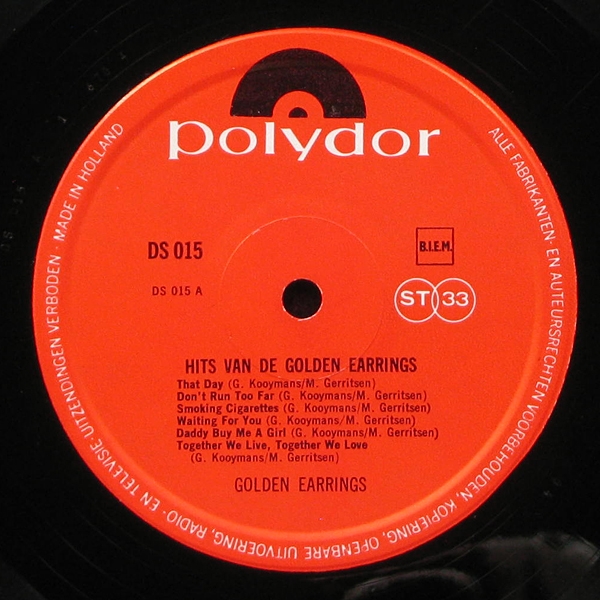 polydor
DS 015
B.I.E.M.
DS 015 A
ST 33
HITS VAN DE GOLDEN EARRINGS
That Day (G. Kooymans/M. Gerritsen)
Don't Run Too Far (G. Kooymans/M. Gerritsen)
Smoking Cigarettes (G. Kooymans/M. Gerritsen)
Waiting For You (G. Kooymans/M. Gerritsen)
Daddy Buy Me A Girl (G. Kooymans/M. Gerritsen)
Together We Live, Together We Love
(G. Kooymans/M. Gerritsen)
GOLDEN EARRINGS
ALLE FABRIKANTEN- EN AUTEURSRECHTEN VOORBEHOUDEN, KOPIERING, OPENBARE UITVOERING, RADIO- EN TELEVISIE-UITZENDINGEN VERBODEN · MADE IN HOLLAND